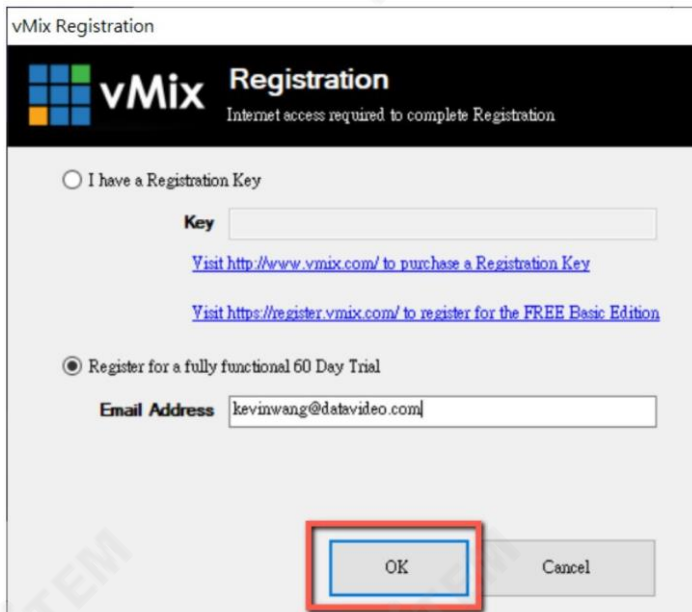 vMix Registration
vMix
Registration
Internet access required to complete Registration
I have a Registration Key
Key
Visit http://www.vmix.com/ to purchase a Registration Key
Visit https://register.vmix.com/ to register for the FREE Basic Edition
Register for a fully functional 60 Day Trial
Email Address kevinwang@datavideo.com
OK Cancel